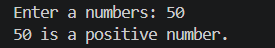 Enter a numbers: 50
50 is a positive number.